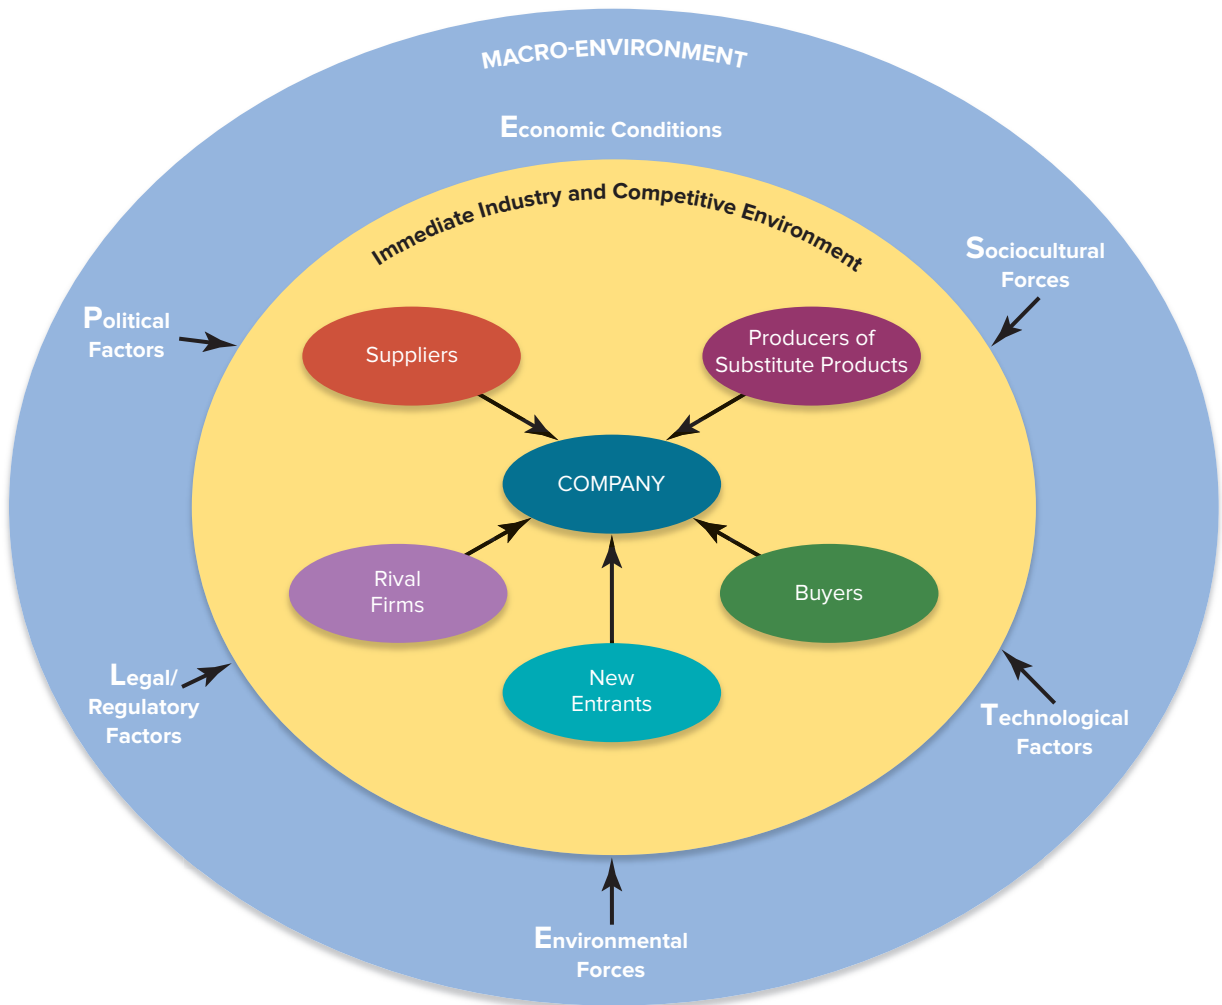 MACRO-ENVIRONMENT
Economic Conditions
Immediate Industry and Competitive Environment
Sociocultural
Forces
Political
Factors
Suppliers
Producers of
Substitute Products
COMPANY
Rival
Firms
Buyers
New
Entrants
Legal/
Regulatory
Factors
Technological
Factors
Environmental
Forces